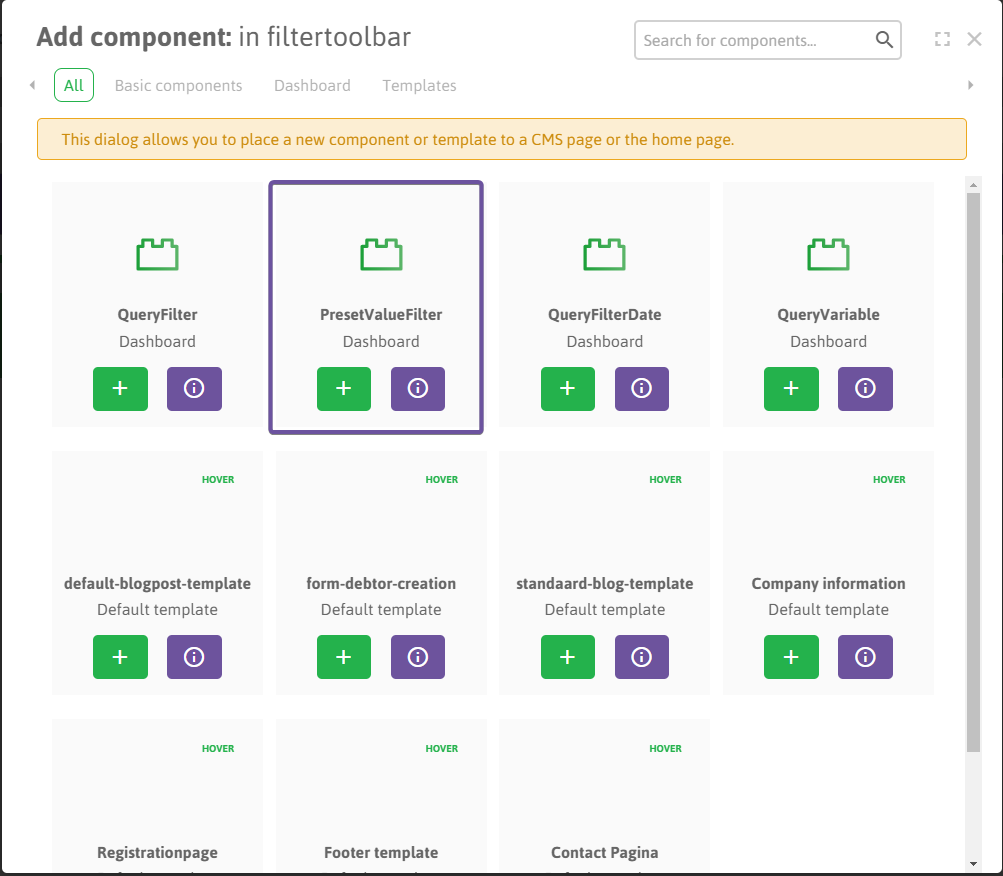 Add component: in filtertoolbar
Search for components...
All Basic components Dashboard Templates
This dialog allows you to place a new component or template to a CMS page or the home page.
QueryFilter PresetValueFilter QueryFilterDate QueryVariable
Dashboard Dashboard Dashboard Dashboard
HOVER HOVER HOVER HOVER
default-blogpost-template form-debtor-creation standaard-blog-template Company information
Default template Default template Default template Default template
HOVER HOVER HOVER
Registrationpage Footer template Contact Pagina